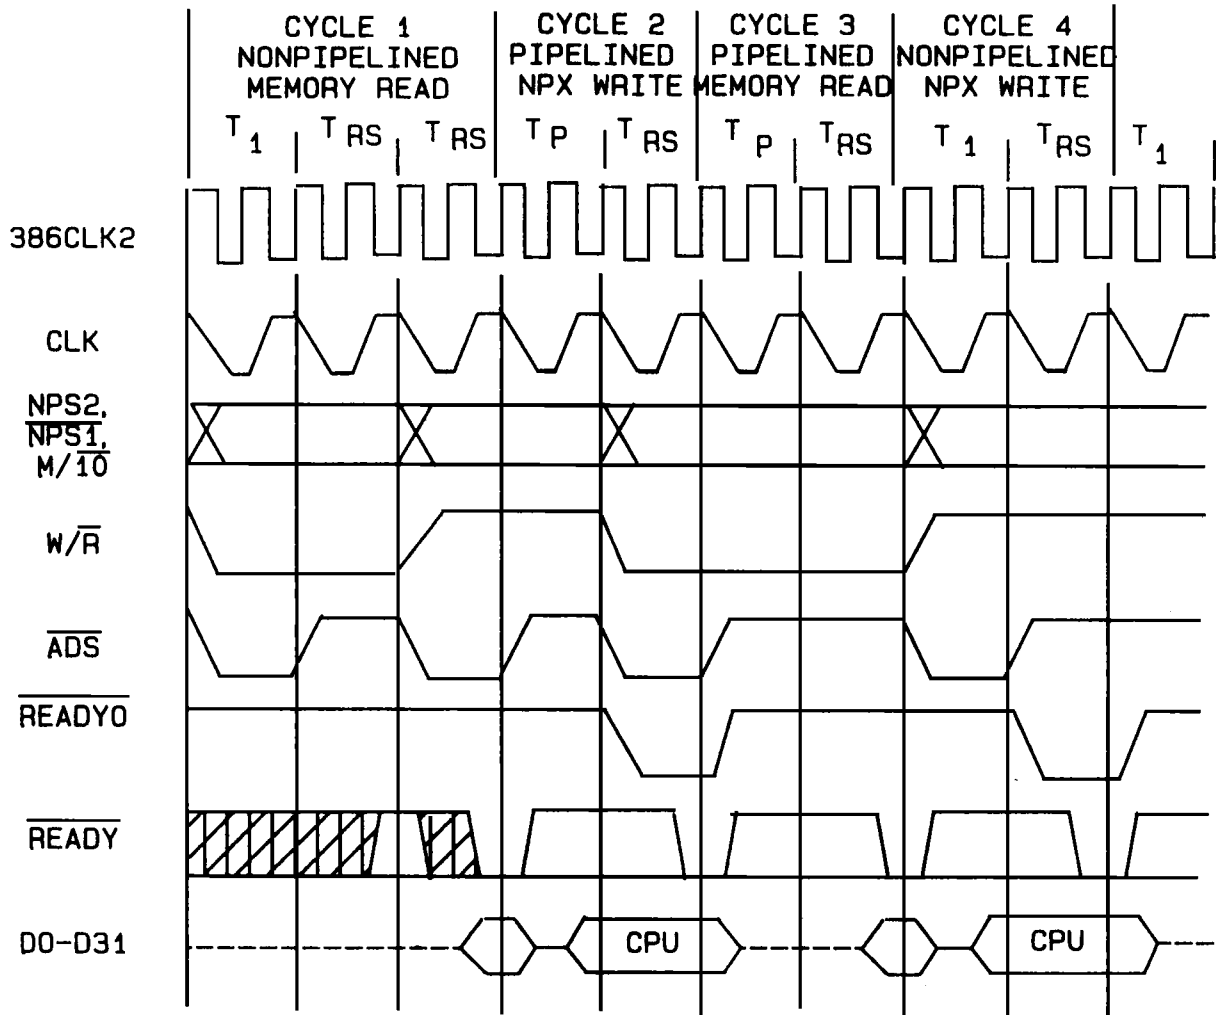 CYCLE 1
NONPIPELINED
MEMORY READ
CYCLE 2
PIPELINED
NPX WRITE
CYCLE 3
PIPELINED
MEMORY READ
CYCLE 4
NONPIPELINED
NPX WRITE
T1 TRS TRS TP TRS TP TRS T1 TRS T1
386CLK2
CLK
NPS2,
NPS1,
M/10
W/R
ADS
READYO
READY
DO-D31
CPU
CPU